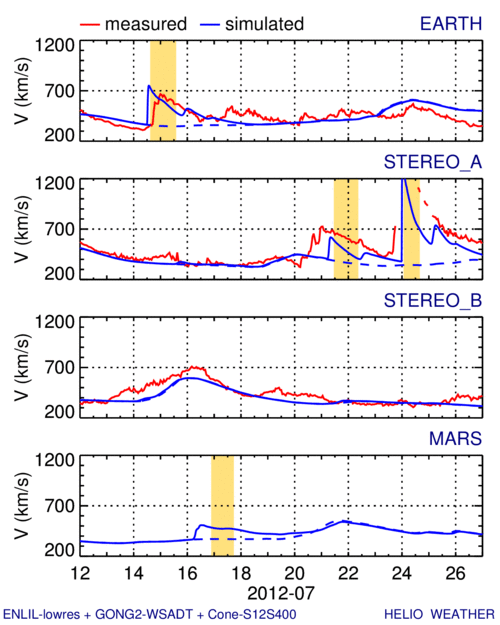 measured simulated EARTH
1200
700
200
V (km/s)
STEREO_A
1200
700
200
V (km/s)
STEREO_B
1200
700
200
V (km/s)
MARS
1200
700
200
V (km/s)
12 14 16 18 20 22 24 26
2012-07
ENLIL-lowres + GONG2-WSADT + Cone-S12S400 HELIO WEATHER